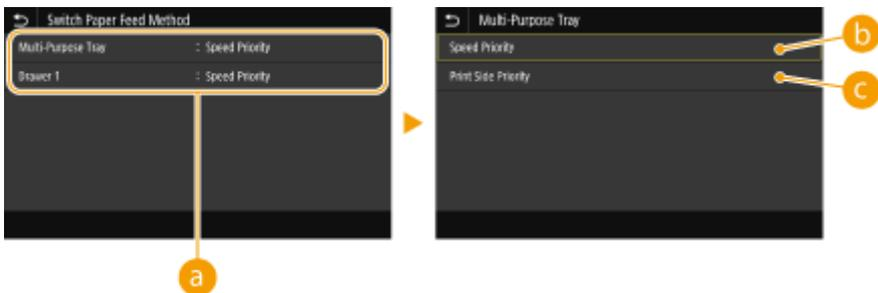 Switch Paper Feed Method
Multi-Purpose Tray : Speed Priority
Drawer 1 : Speed Priority
a
Multi-Purpose Tray
Speed Priority
Print Side Priority
b
c